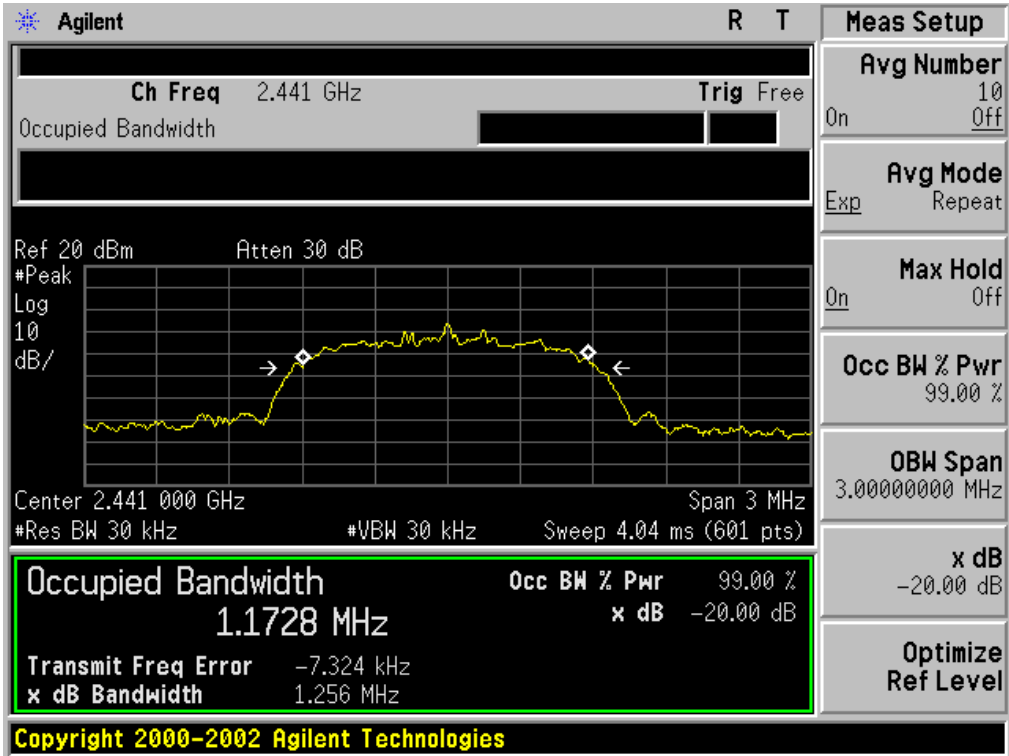 Agilent R T
Ch Freq 2.441 GHz Trig Free
Occupied Bandwidth
Ref 20 dBm Atten 30 dB
#Peak
Log
10
dB/
Center 2.441 000 GHz Span 3 MHz
#Res BW 30 kHz #VBW 30 kHz Sweep 4.04 ms (601 pts)
Occupied Bandwidth
1.1728 MHz
Occ BW % Pwr 99.00 %
x dB -20.00 dB
Transmit Freq Error -7.324 kHz
x dB Bandwidth 1.256 MHz
Copyright 2000-2002 Agilent Technologies
Meas Setup
Avg Number
10
On Off
Avg Mode
Exp Repeat
Max Hold
On Off
Occ BW % Pwr
99.00 %
OBW Span
3.00000000 MHz
x dB
-20.00 dB
Optimize
Ref Level